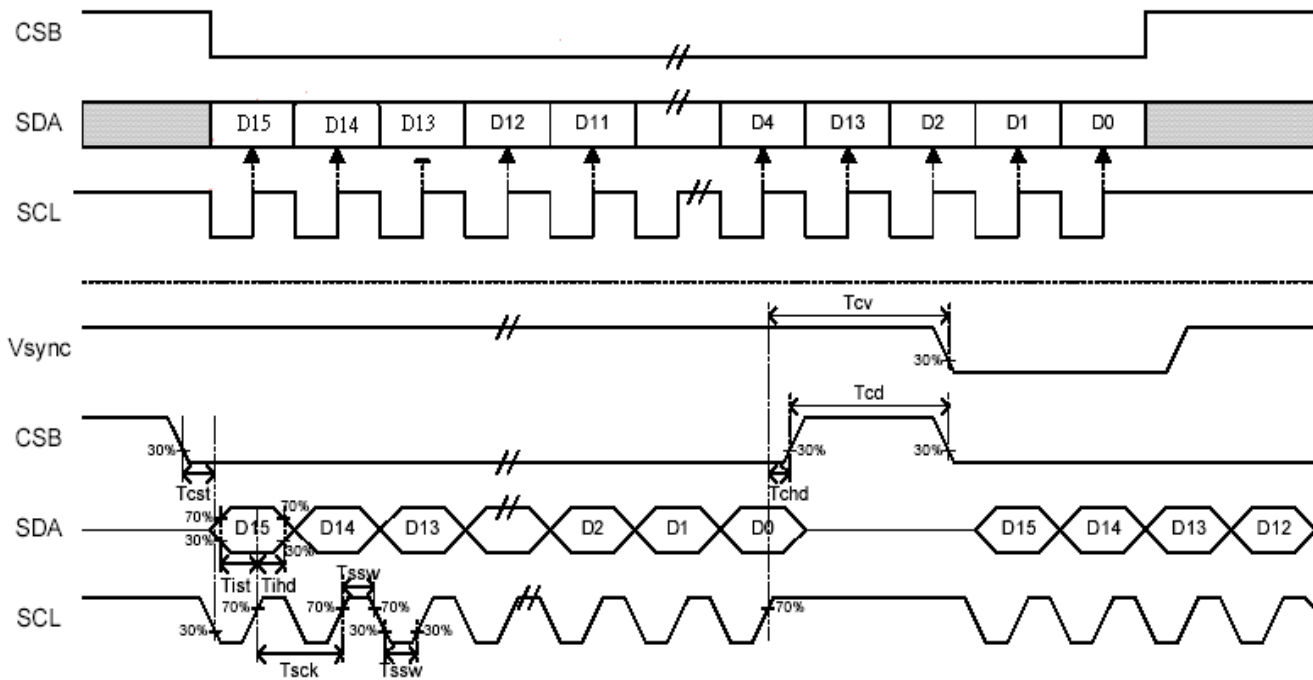 CSB
SDA D15 D14 D13 D12 D11 D4 D13 D2 D1 D0
SCL
Tcv
Vsync 30%
Tcd
CSB 30% 30% 30%
Tcst Tchd
SDA 70% D15 70% D14 D13 D2 D1 D0 D15 D14 D13 D12
30% 30%
Tist Tihd Tssw
SCL 70% 70% 70% 70%
30% 30% 30%
Tsck Tssw